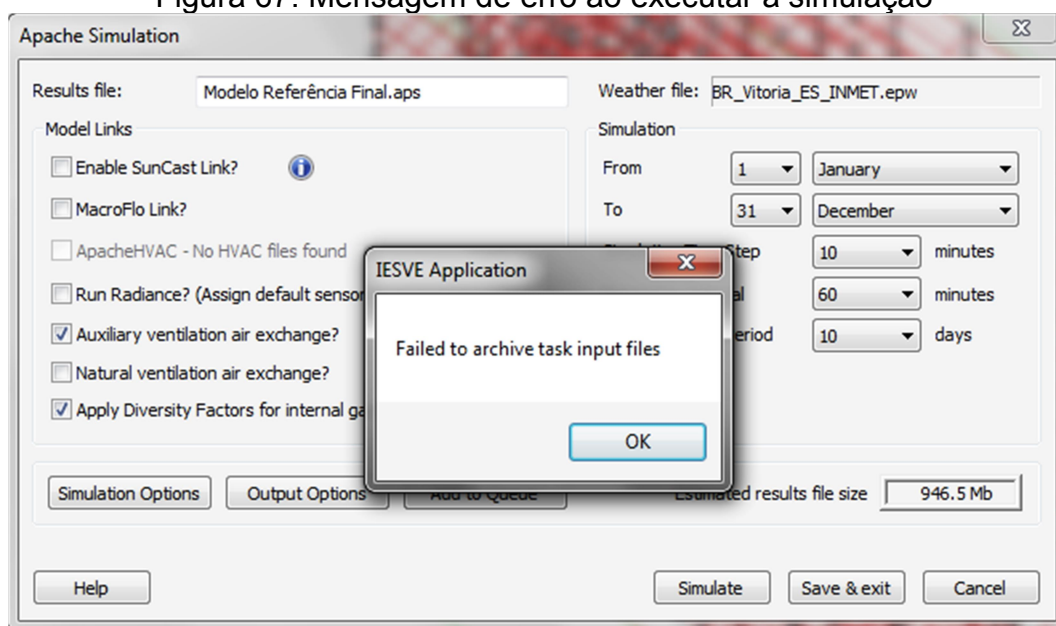 Figura 67: Mensagem de erro ao executar a simulação
Apache Simulation
Results file: Modelo Referência Final.aps Weather file: BR_Vitoria_ES_INMET.epw
Model Links
Simulation
Enable SunCast Link?
From 1 January
MacroFlo Link?
To 31 December
ApacheHVAC - No HVAC files found
Step 10 minutes
Run Radiance? (Assign default sensor
60 minutes
Auxiliary ventilation air exchange?
10 days
Natural ventilation air exchange?
Apply Diversity Factors for internal
IESVE Application
Failed to archive task input files
OK
Simulation Options Output Options Add to Queue
results file size 946.5 Mb
Help Simulate Save & exit Cancel